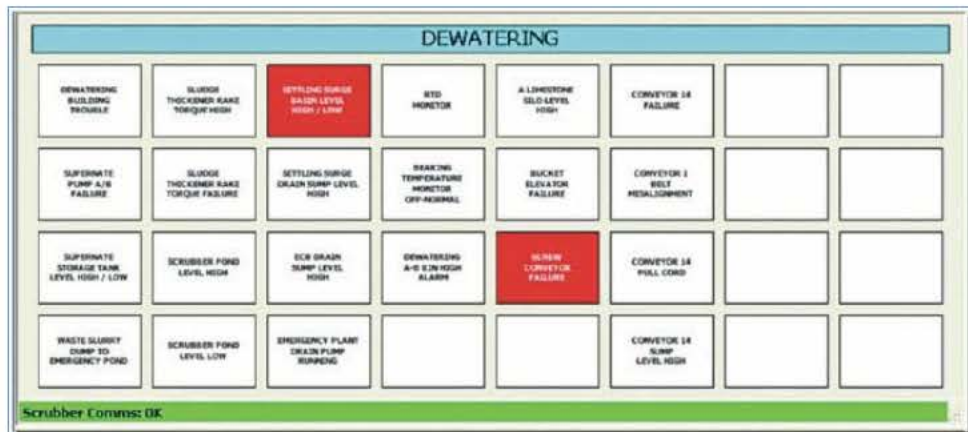 DEWATERING
DEWATERING
BUILDING
TROUBLE
SLUDGE
THICKENER RAKE
TORQUE HIGH
SETTLING SURGE
BASIN LEVEL
HIGH / LOW
RTD
MONITOR
A LIMESTONE
SILO LEVEL
HIGH
CONVEYOR 14
FAILURE
SUPERNATE
PUMP A/B
FAILURE
SLUDGE
THICKENER RAKE
TORQUE FAILURE
SETTLING SURGE
DRAIN SUMP LEVEL
HIGH
BEARING
TEMPERATURE
MONITOR
OFF-NORMAL
BUCKET
ELEVATOR
FAILURE
CONVEYOR 1
BELT
MISALIGNMENT
SUPERNATE
STORAGE TANK
LEVEL HIGH / LOW
SCRUBBER POND
LEVEL HIGH
ECB DRAIN
SUMP LEVEL
HIGH
DEWATERING
HIGH
ALARM
SCREW
CONVEYOR
FAILURE
CONVEYOR 14
PULL CORD
WASTE SLURRY
DUMP TO
EMERGENCY POND
SCRUBBER POND
LEVEL LOW
EMERGENCY PLANT
DRAIN PUMP
RUNNING
CONVEYOR 14
SUMP
LEVEL HIGH
Scrubber Comms: OK